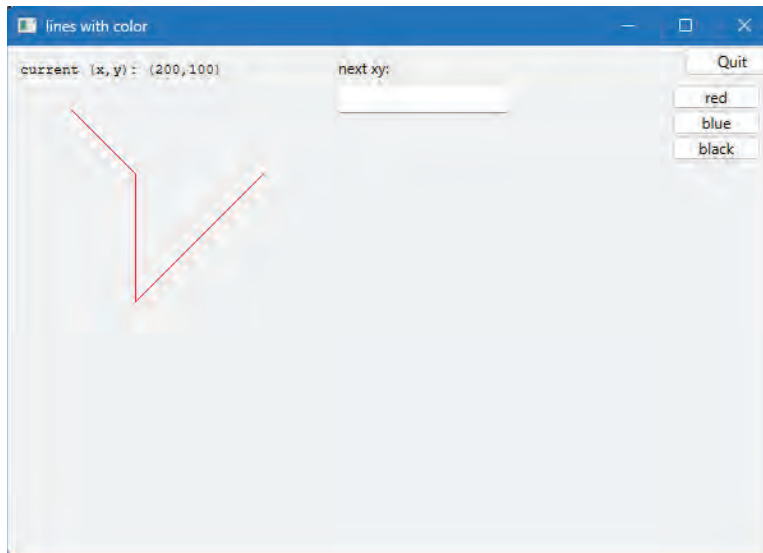 lines with color
current (x,y): (200,100)
next xy:
Quit
red
blue
black